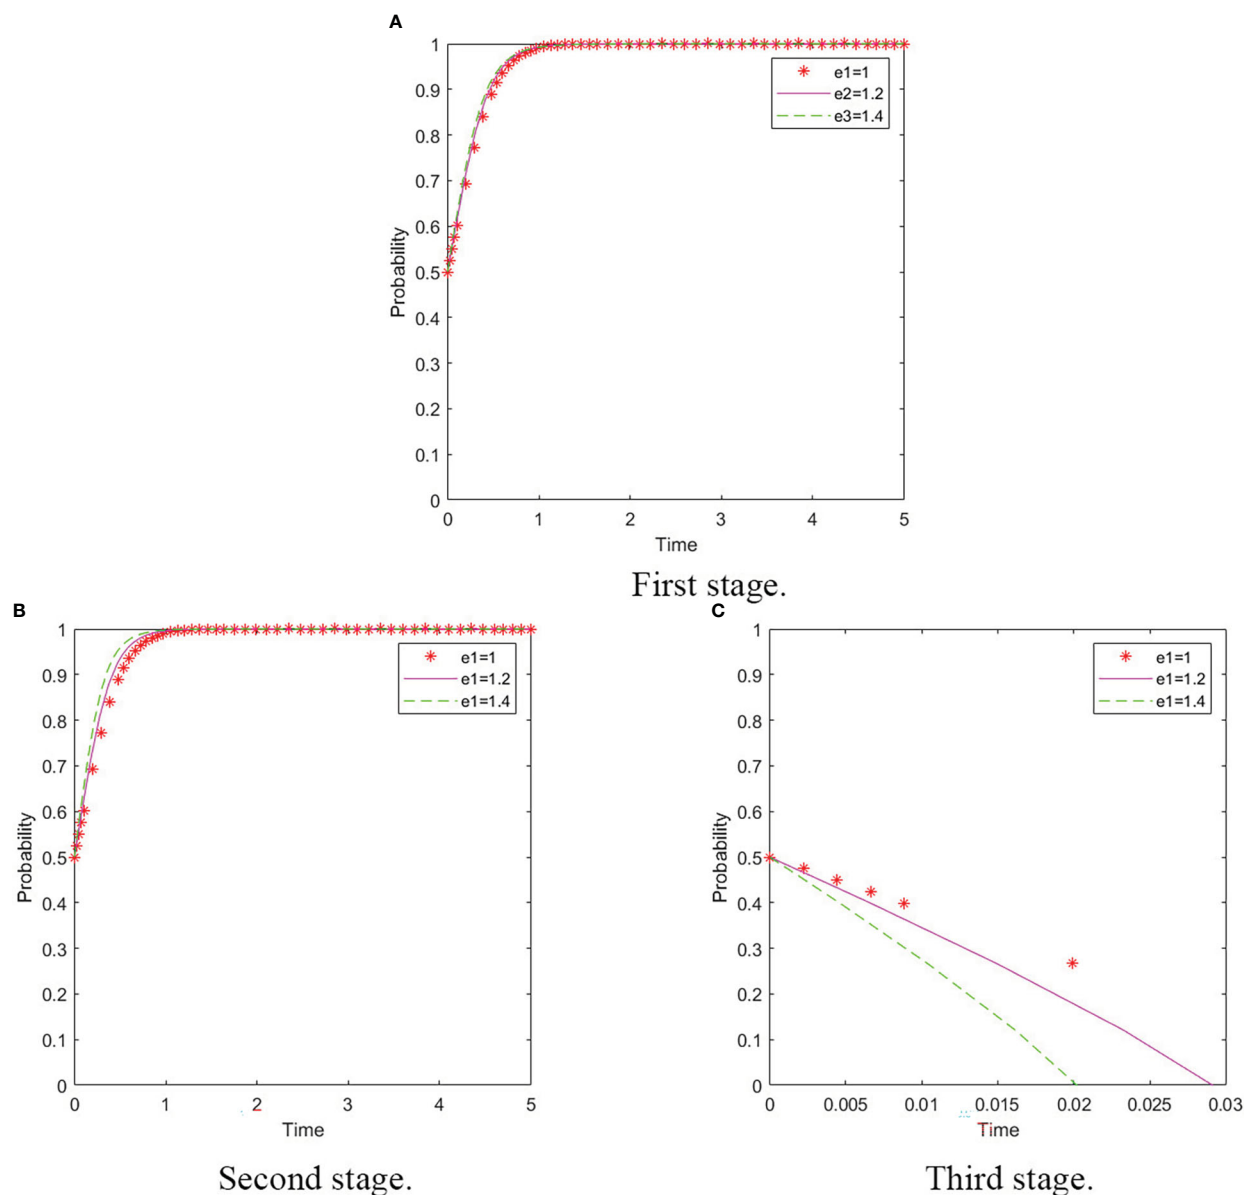 A
1
0.9
0.8
0.7
0.6
0.5
0.4
0.3
0.2
0.1
0
Probability
e1=1
e2=1.2
e3=1.4
0 1 2 3 4 5
Time
First stage.
B
1
0.9
0.8
0.7
0.6
0.5
0.4
0.3
0.2
0.1
0
Probability
e1=1
e1=1.2
e1=1.4
0 1 2 3 4 5
Time
Second stage.
C
1
0.9
0.8
0.7
0.6
0.5
0.4
0.3
0.2
0.1
0
Probability
e1=1
e1=1.2
e1=1.4
0 0.005 0.01 0.015 0.02 0.025 0.03
Time
Third stage.